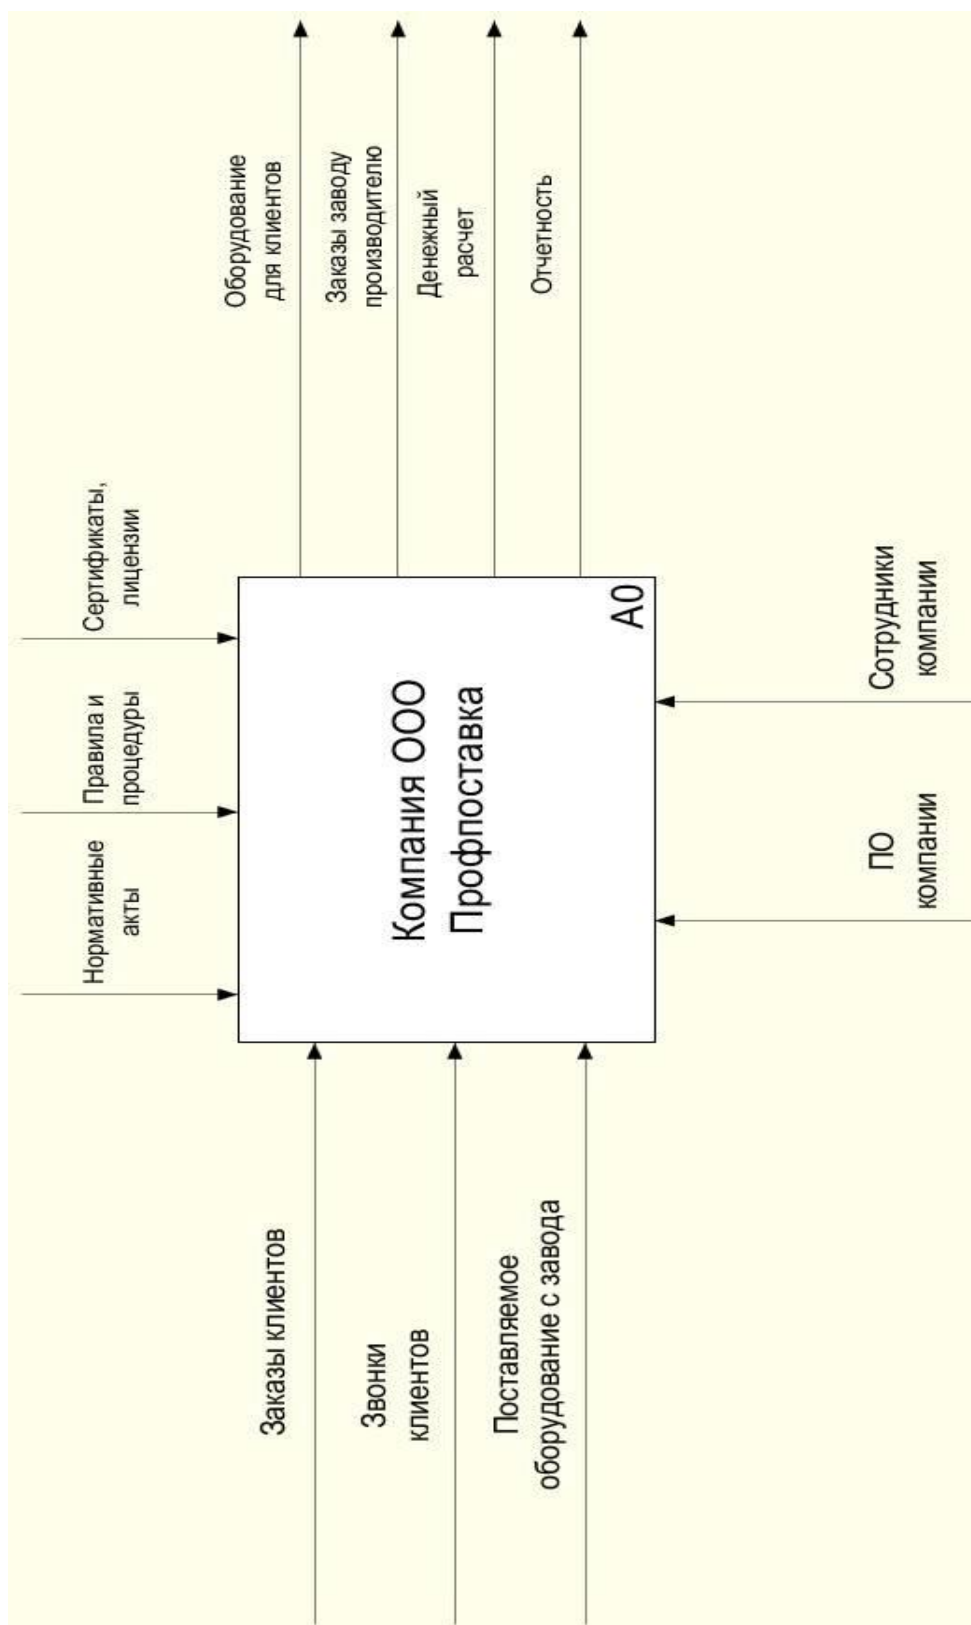 Нормативные
акты
Правила и
процедуры
Сертификаты,
лицензии
Заказы клиентов
Звонки
клиентов
Поставляемое
оборудование с завода
Компания ООО
Профпоставка
А0
Оборудование
для клиентов
Заказы заводу
производителю
Денежный
расчет
Отчетность
ПО
компании
Сотрудники
компании